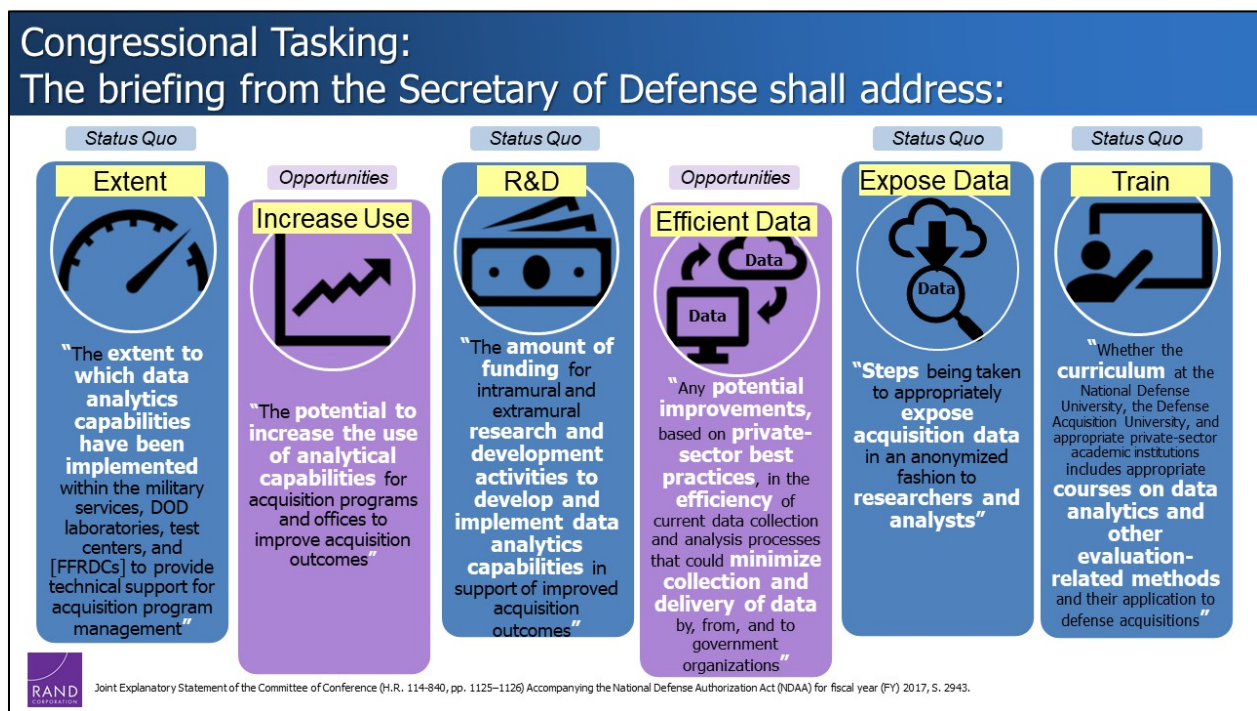 Congressional Tasking:
The briefing from the Secretary of Defense shall address:
Status Quo
Extent
“The extent to
which data
analytics
capabilities
have been
implemented
within the military
services, DOD
laboratories, test
centers, and
[FFRDCs] to provide
technical support for
acquisition program
management”
Opportunities
Increase Use
“The potential to
increase the use
of analytical
capabilities for
acquisition programs
and offices to
improve acquisition
outcomes”
Status Quo
R&D
“The amount of
funding for
intramural and
extramural
research and
development
activities to
develop and
implement data
analytics
capabilities in
support of improved
acquisition
outcomes”
Opportunities
Efficient Data
Data
Data
“Any potential
improvements,
based on private-
sector best
practices, in the
efficiency of
current data collection
and analysis processes
that could minimize
collection and
delivery of data
by, from, and to
government
organizations”
Status Quo
Expose Data
Data
“Steps being taken
to appropriately
expose
acquisition data
in an anonymized
fashion to
researchers and
analysts”
Status Quo
Train
“Whether the
curriculum at the
National Defense
University, the Defense
Acquisition University, and
appropriate private-sector
academic institutions
includes appropriate
courses on data
analytics and
other
evaluation-
related methods
and their application to
defense acquisitions”
RAND
CORPORATION
Joint Explanatory Statement of the Committee of Conference (H.R. 114-840, pp. 1125–1126) Accompanying the National Defense Authorization Act (NDAA) for fiscal year (FY) 2017, S. 2943.